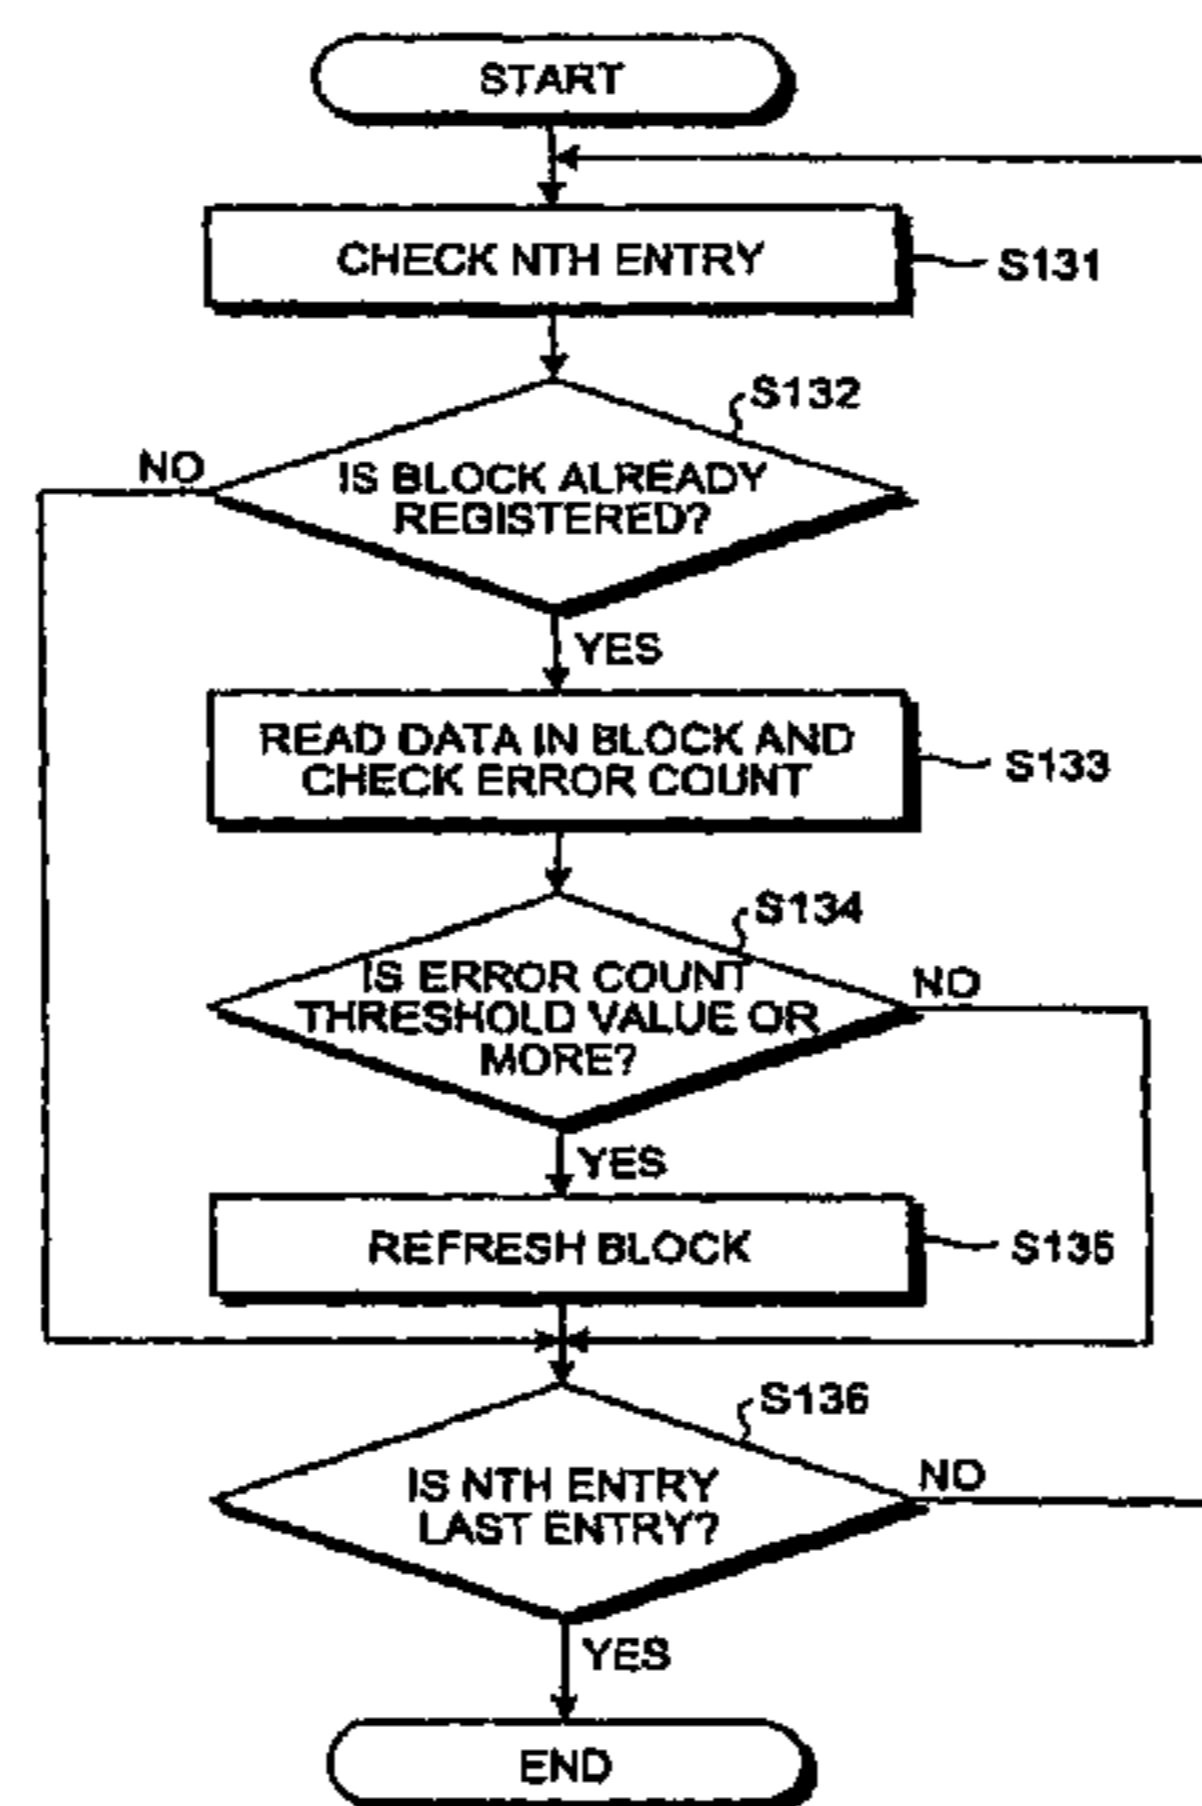 START
CHECK NTH ENTRY
S131
S132
NO
IS BLOCK ALREADY
REGISTERED?
YES
READ DATA IN BLOCK AND
CHECK ERROR COUNT
S133
S134
IS ERROR COUNT
THRESHOLD VALUE OR
MORE?
NO
YES
REFRESH BLOCK
S135
S136
IS NTH ENTRY
LAST ENTRY?
NO
YES
END